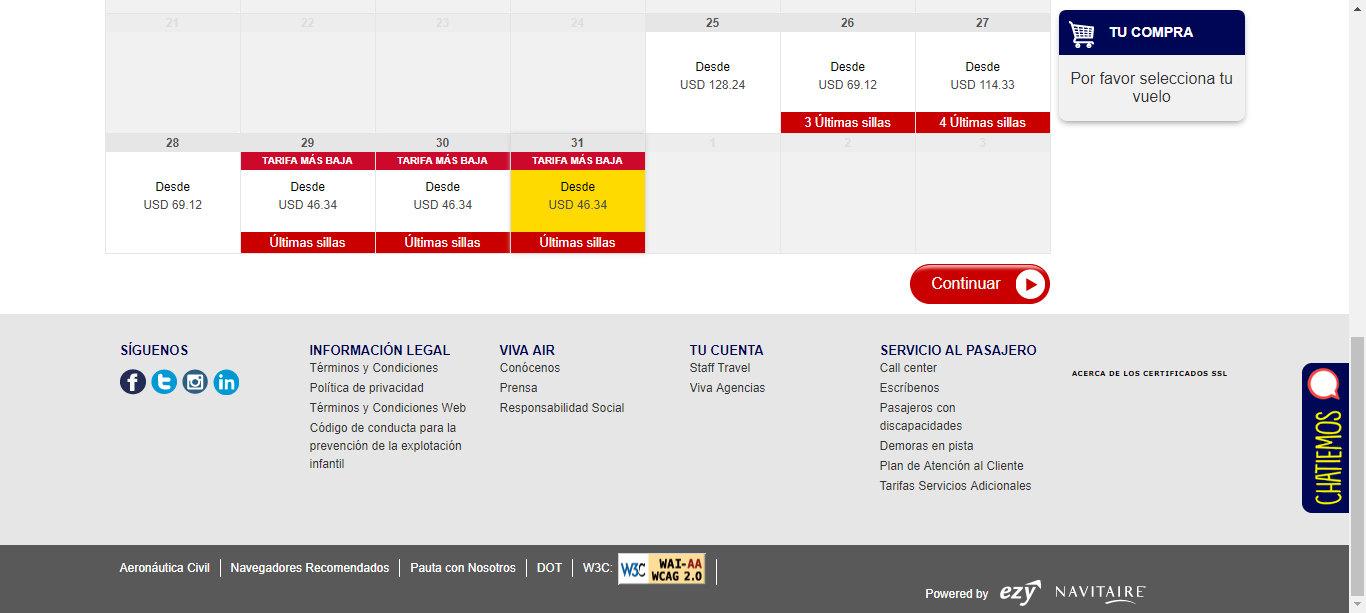 21 22 23 24 25 26 27
TU COMPRA
Desde Desde Desde
USD 128.24 USD 69.12 USD 114.33
Por favor selecciona tu
vuelo
3 Últimas sillas 4 Últimas sillas
28 29 30 31 1 2 3
TARIFA MÁS BAJA TARIFA MÁS BAJA TARIFA MÁS BAJA
Desde Desde Desde Desde
USD 69.12 USD 46.34 USD 46.34 USD 46.34
Últimas sillas Últimas sillas Últimas sillas
Continuar
SÍGUENOS
INFORMACIÓN LEGAL
Términos y Condiciones
Política de privacidad
Términos y Condiciones Web
Código de conducta para la
prevención de la explotación
infantil
VIVA AIR
Conócenos
Prensa
Responsabilidad Social
TU CUENTA
Staff Travel
Viva Agencias
SERVICIO AL PASAJERO
Call center
Escríbenos
Pasajeros con
discapacidades
Demoras en pista
Plan de Atención al Cliente
Tarifas Servicios Adicionales
ACERCA DE LOS CERTIFICADOS SSL
CHATIEMOS
Aeronáutica Civil Navegadores Recomendados Pauta con Nosotros DOT W3C: W3C WAI-AA
WCAG 2.0
Powered by ezy NAVITAIRE